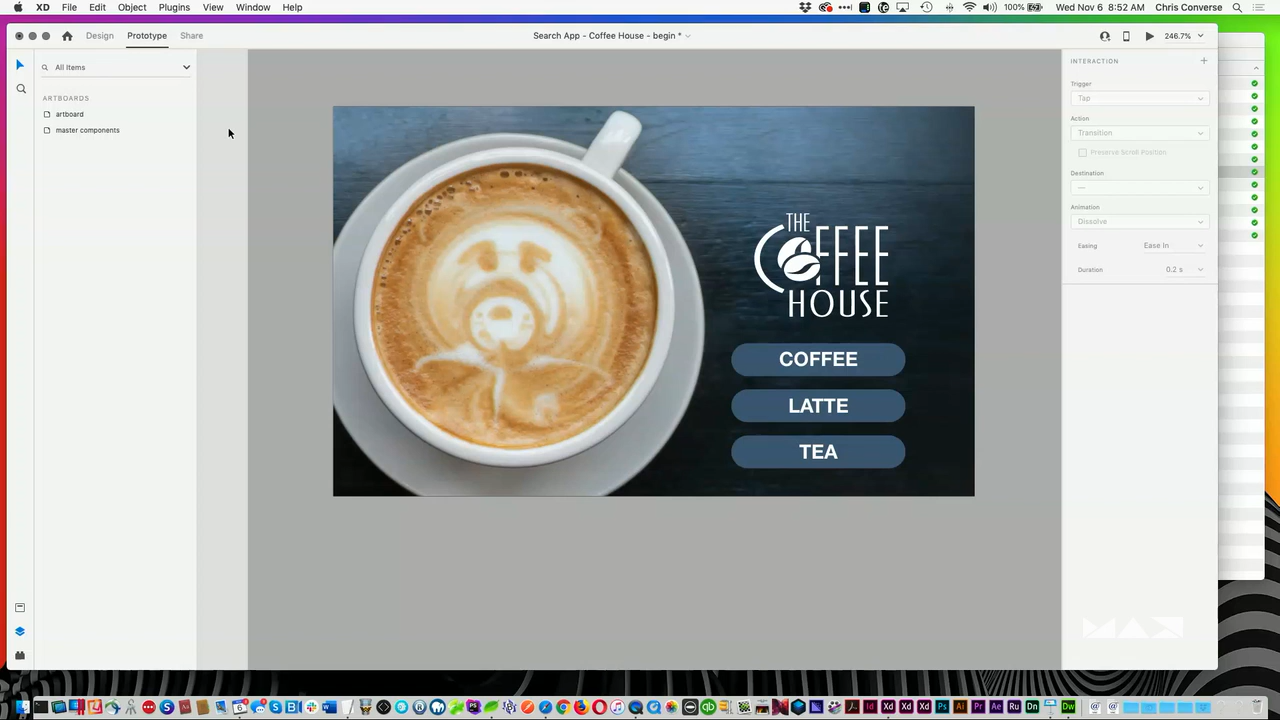 XD File Edit Object Plugins View Window Help
100% Wed Nov 6 8:52 AM Chris Converse
Design Prototype Share
Search App - Coffee House - begin *
246.7%
All Items
ARTBOARDS
artboard
master components
THE
COFFEE
HOUSE
COFFEE
LATTE
TEA
INTERACTION
Trigger
Tap
Action
Transition
Preserve Scroll Position
Destination
—
Animation
Dissolve
Easing Ease In
Duration 0.2 s
MAX